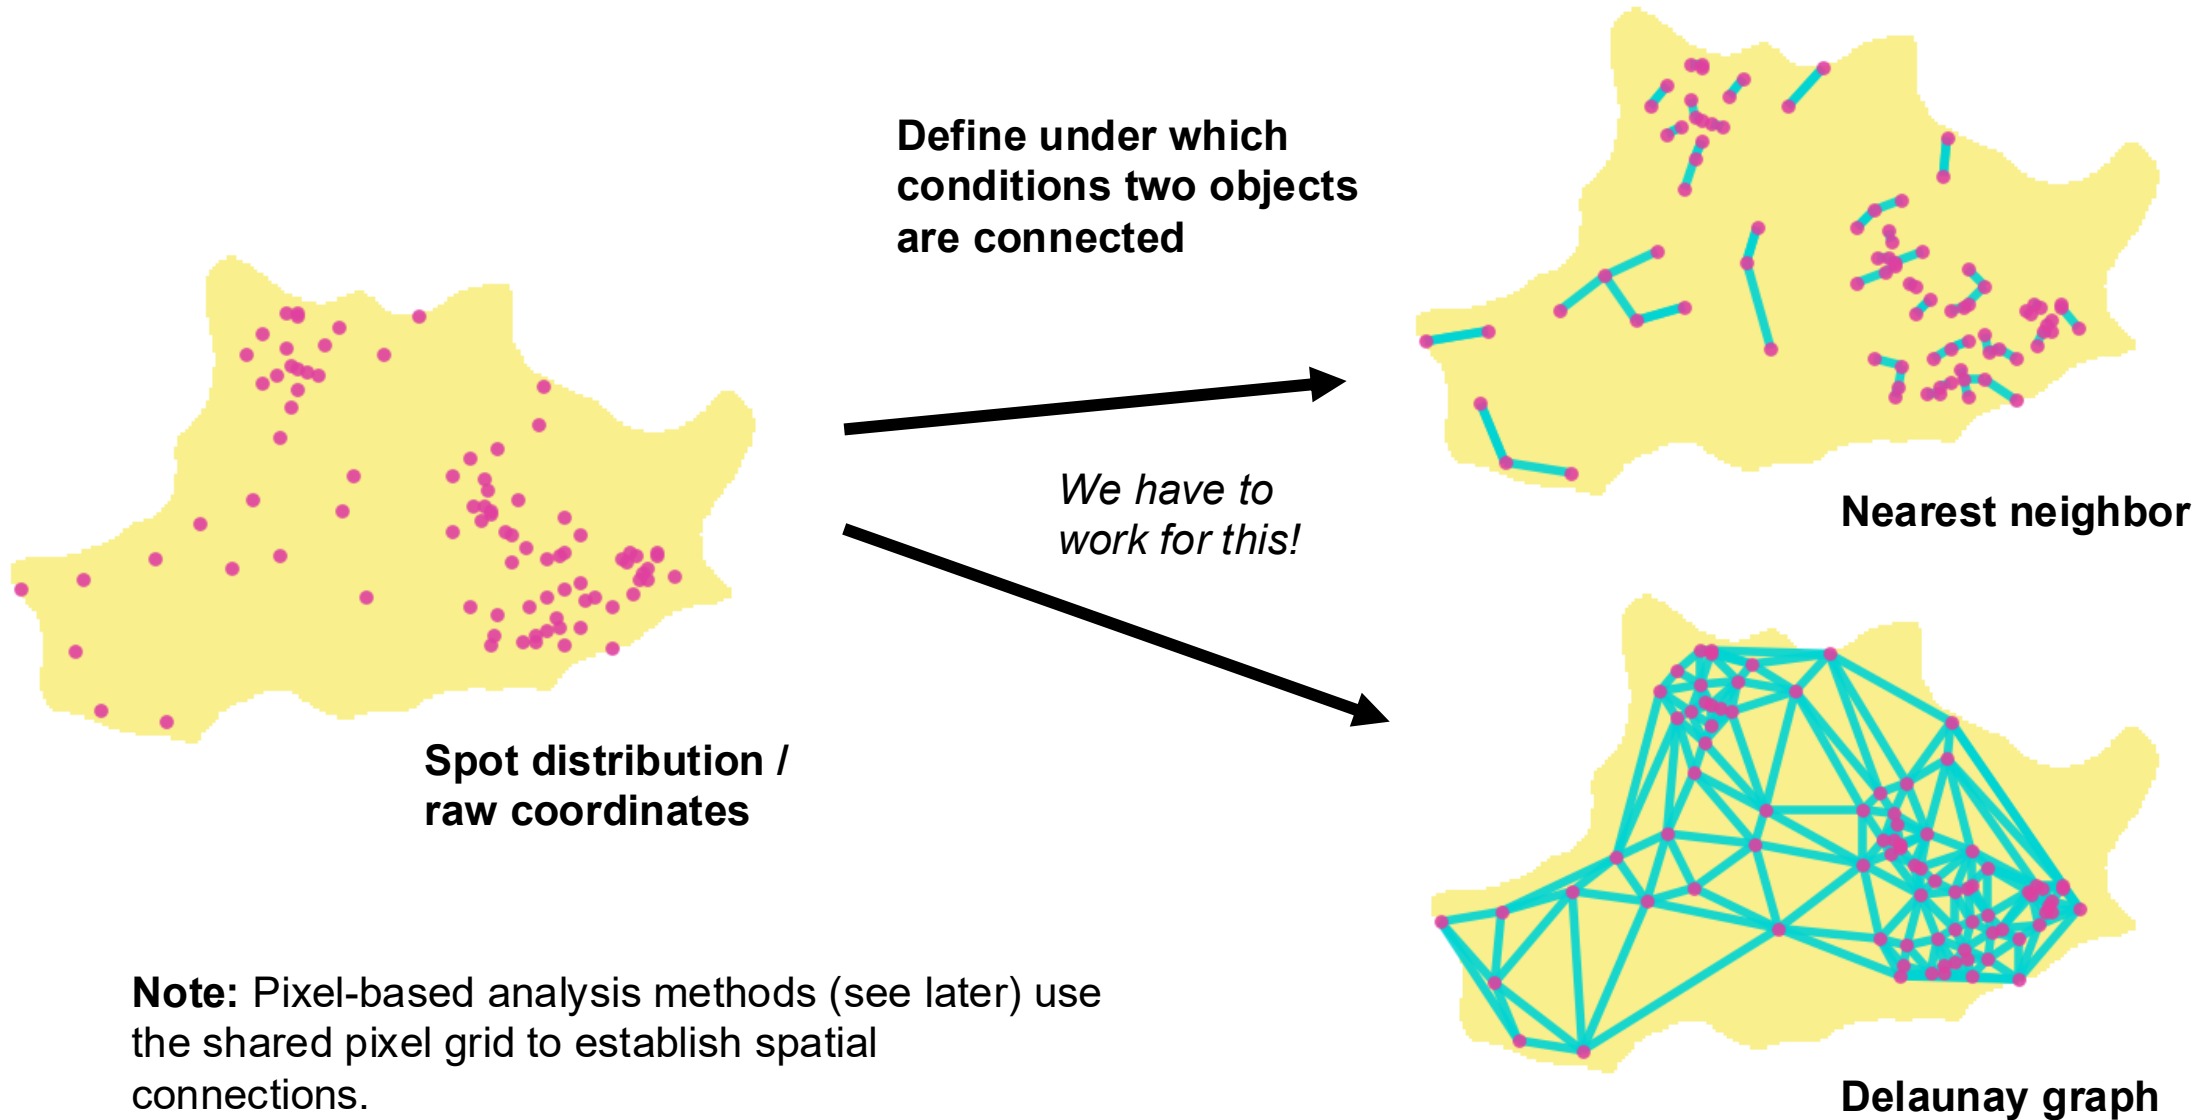 Define under which
conditions two objects
are connected
We have to
work for this!
Nearest neighbor
Spot distribution /
raw coordinates
Note: Pixel-based analysis methods (see later) use
the shared pixel grid to establish spatial
connections.
Delaunay graph